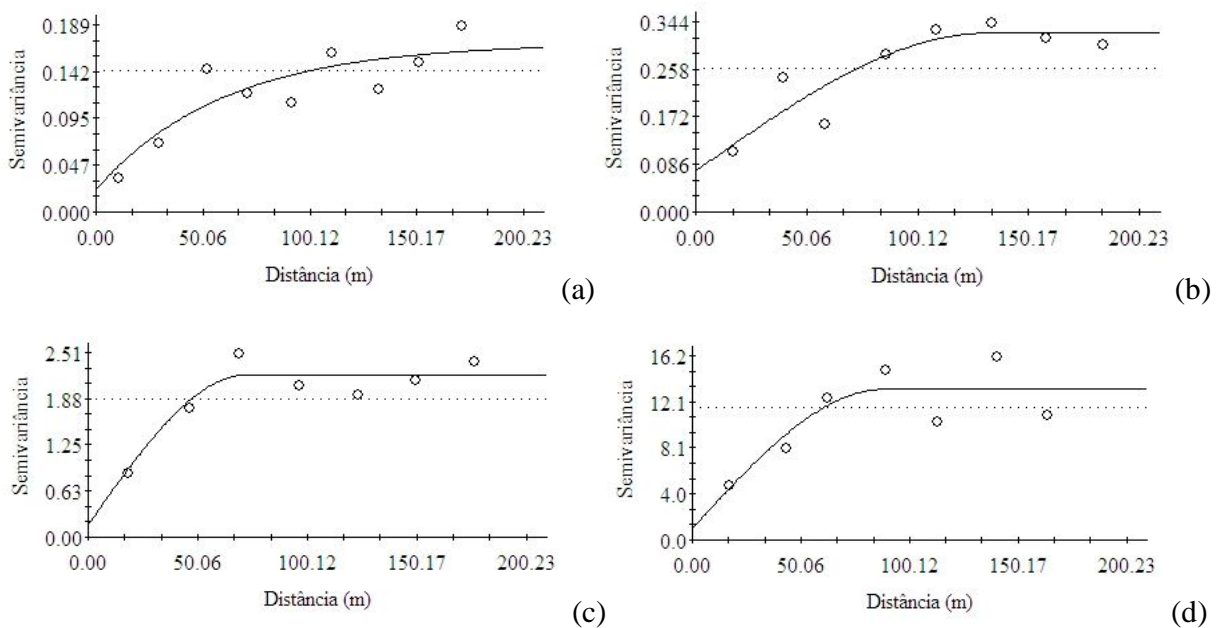 Semivariância
0.189
0.142
0.095
0.047
0.000
0.00 50.06 100.12 150.17 200.23
Distância (m)
(a)
Semivariância
0.344
0.258
0.172
0.086
0.000
0.00 50.06 100.12 150.17 200.23
Distância (m)
(b)
Semivariância
2.51
1.88
1.25
0.63
0.00
0.00 50.06 100.12 150.17 200.23
Distância (m)
(c)
Semivariância
16.2
12.1
8.1
4.0
0.0
0.00 50.06 100.12 150.17 200.23
Distância (m)
(d)